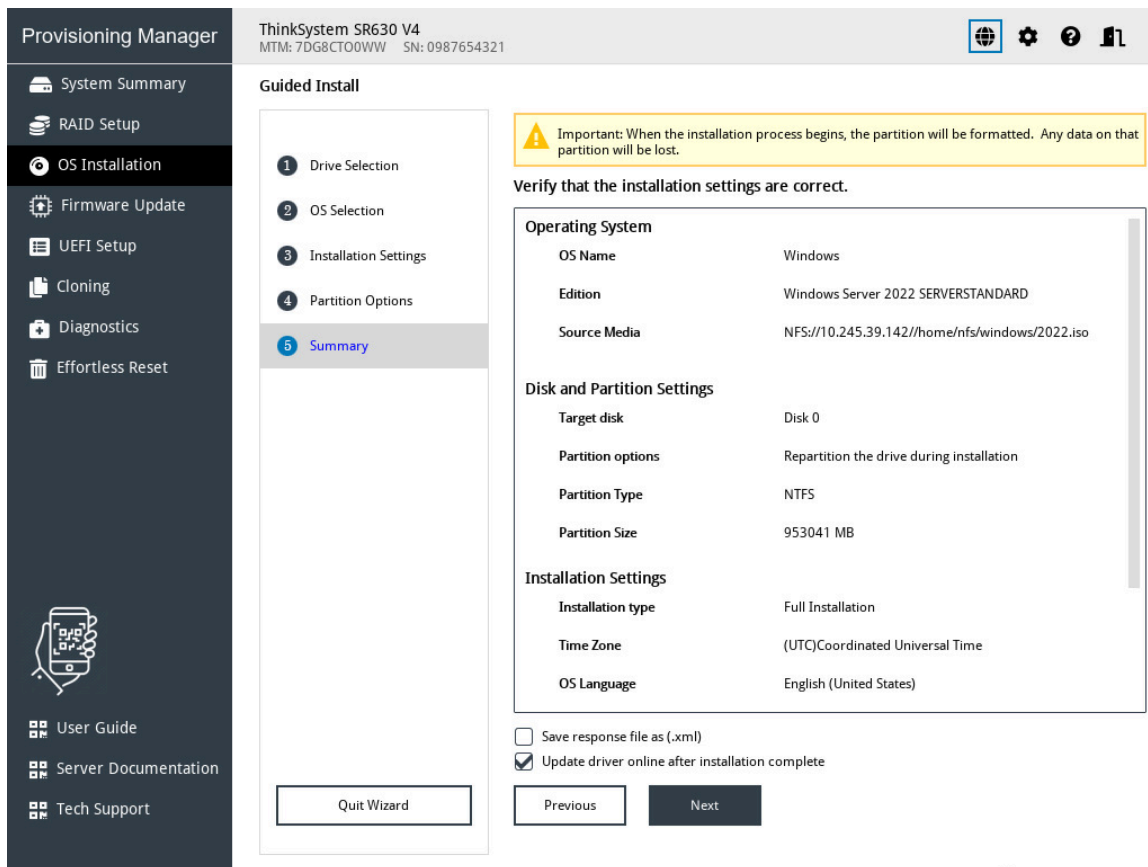 Provisioning Manager
ThinkSystem SR630 V4
MTM: 7DG8CTO0WW SN: 0987654321
System Summary
RAID Setup
OS Installation
Firmware Update
UEFI Setup
Cloning
Diagnostics
Effortless Reset
User Guide
Server Documentation
Tech Support
Guided Install
1 Drive Selection
2 OS Selection
3 Installation Settings
4 Partition Options
5 Summary
Quit Wizard
Important: When the installation process begins, the partition will be formatted. Any data on that
partition will be lost.
Verify that the installation settings are correct.
Operating System
OS Name Windows
Edition Windows Server 2022 SERVERSTANDARD
Source Media NFS://10.245.39.142//home/nfs/windows/2022.iso
Disk and Partition Settings
Target disk Disk 0
Partition options Repartition the drive during installation
Partition Type NTFS
Partition Size 953041 MB
Installation Settings
Installation type Full Installation
Time Zone (UTC)Coordinated Universal Time
OS Language English (United States)
Save response file as (.xml)
Update driver online after installation complete
Previous Next